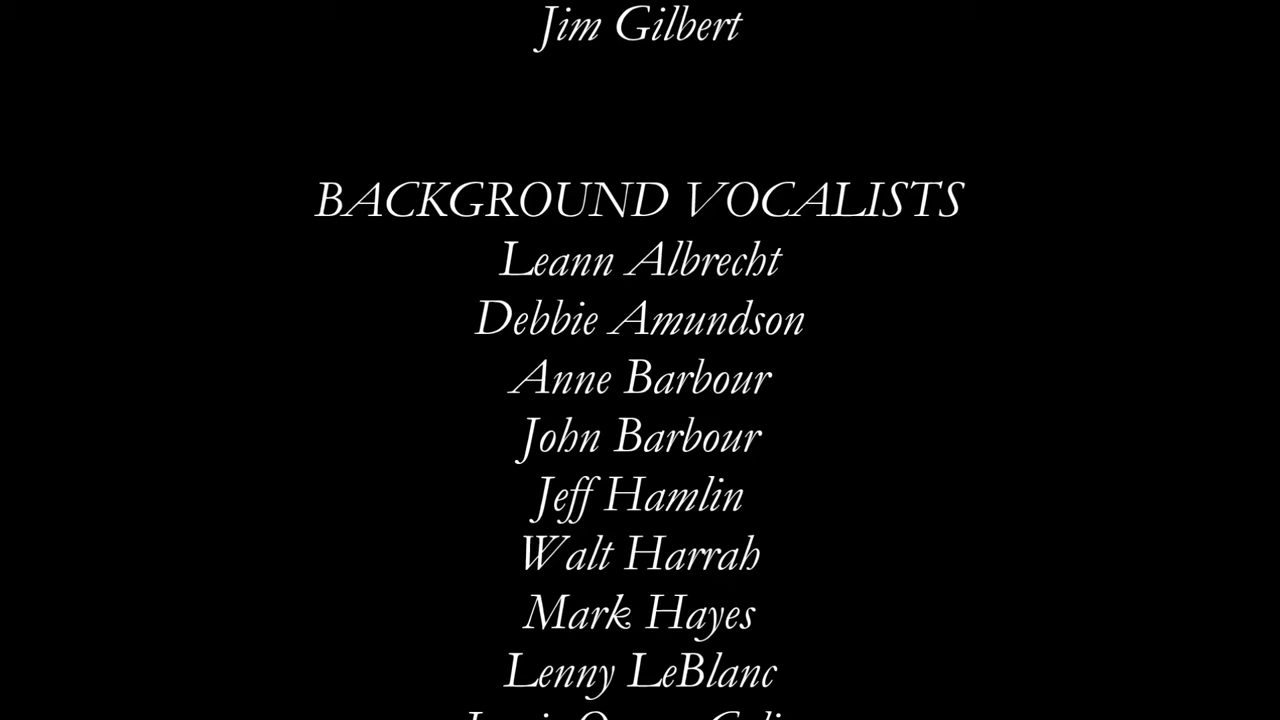 Jim Gilbert
BACKGROUND VOCALISTS
Leann Albrecht
Debbie Amundson
Anne Barbour
John Barbour
Jeff Hamlin
Walt Harrah
Mark Hayes
Lenny LeBlanc